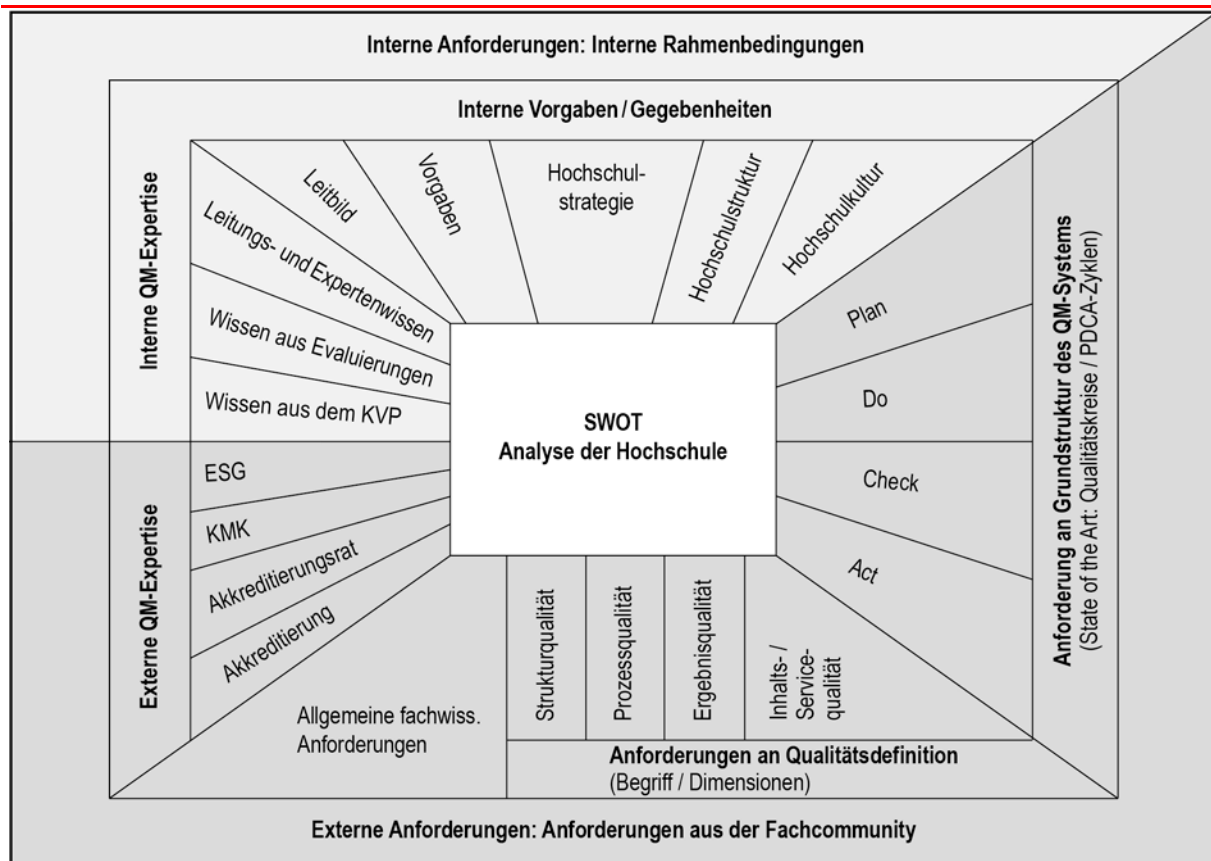 Interne Anforderungen: Interne Rahmenbedingungen
Interne Vorgaben / Gegebenheiten
Interne QM-Expertise
Leitbild
Vorgaben
Hochschul-
strategie
Hochschulstruktur
Hochschulkultur
Leitungs- und Expertenwissen
Wissen aus Evaluierungen
Wissen aus dem KVP
SWOT
Analyse der Hochschule
Plan
Do
Check
Act
Anforderung an Grundstruktur des QM-Systems
(State of the Art: Qualitätskreise / PDCA-Zyklen)
Externe QM-Expertise
ESG
KMK
Akkreditierungsrat
Akkreditierung
Allgemeine fachwiss.
Anforderungen
Strukturqualität
Prozessqualität
Ergebnisqualität
Inhalts- /
Service-
qualität
Anforderungen an Qualitätsdefinition
(Begriff / Dimensionen)
Externe Anforderungen: Anforderungen aus der Fachcommunity